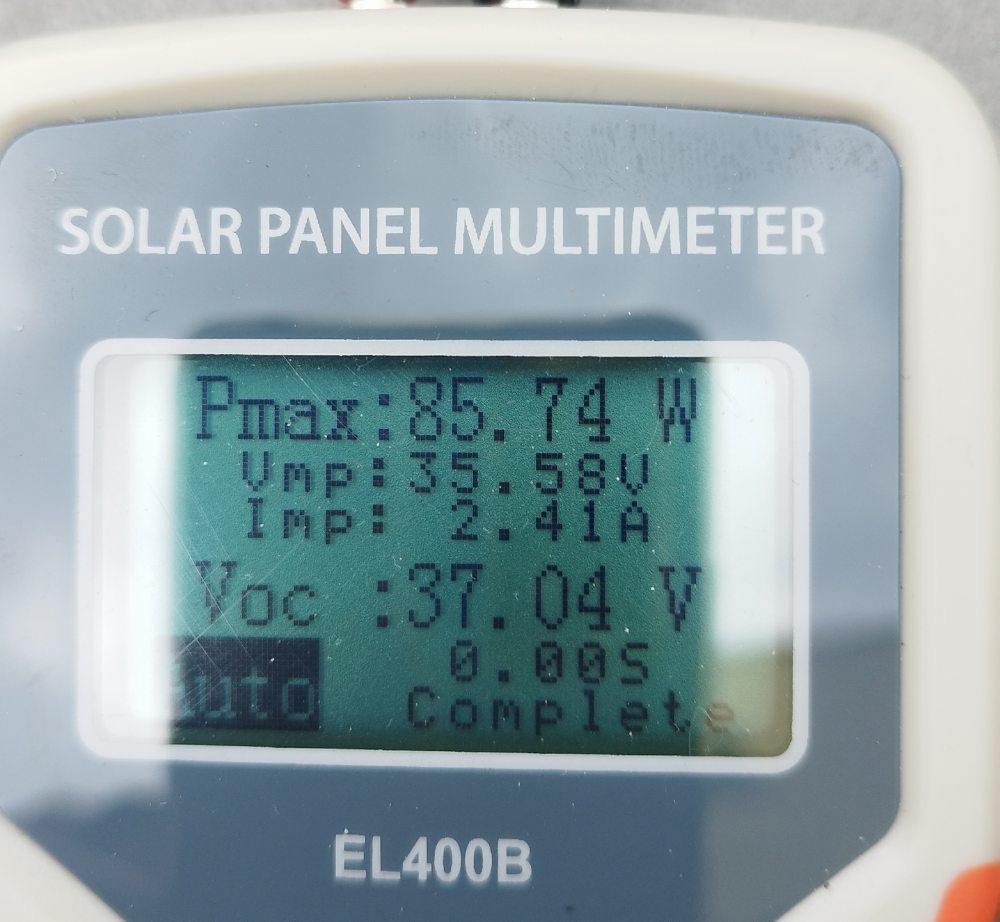 SOLAR PANEL MULTIMETER
Pmax:85.74 W
Vmp:35.58V
Imp: 2.41A
Voc :37.04 V
Auto 0.00S
Complete
EL400B